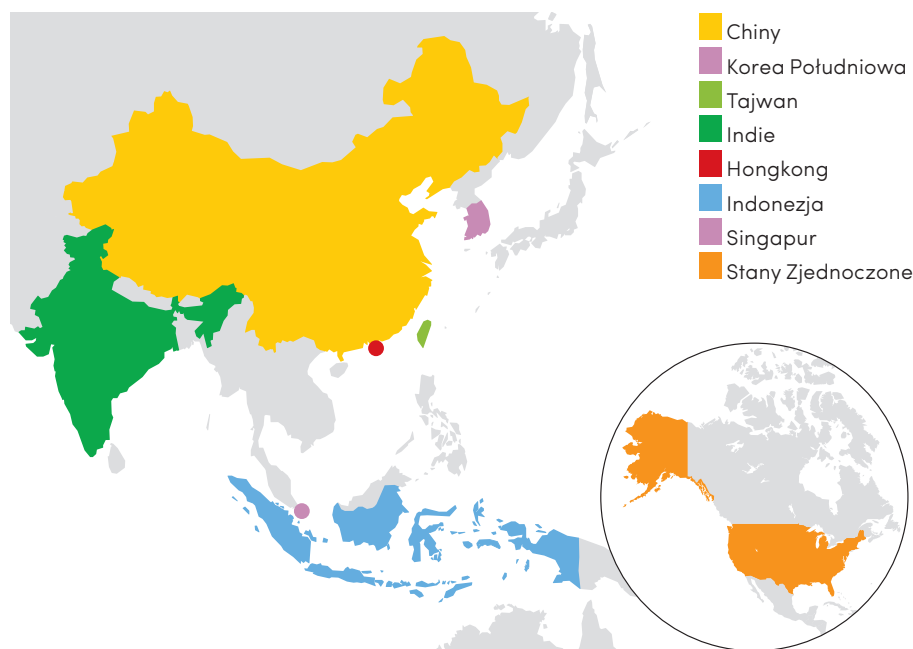 Chiny
Korea Południowa
Tajwan
Indie
Hongkong
Indonezja
Singapur
Stany Zjednoczone